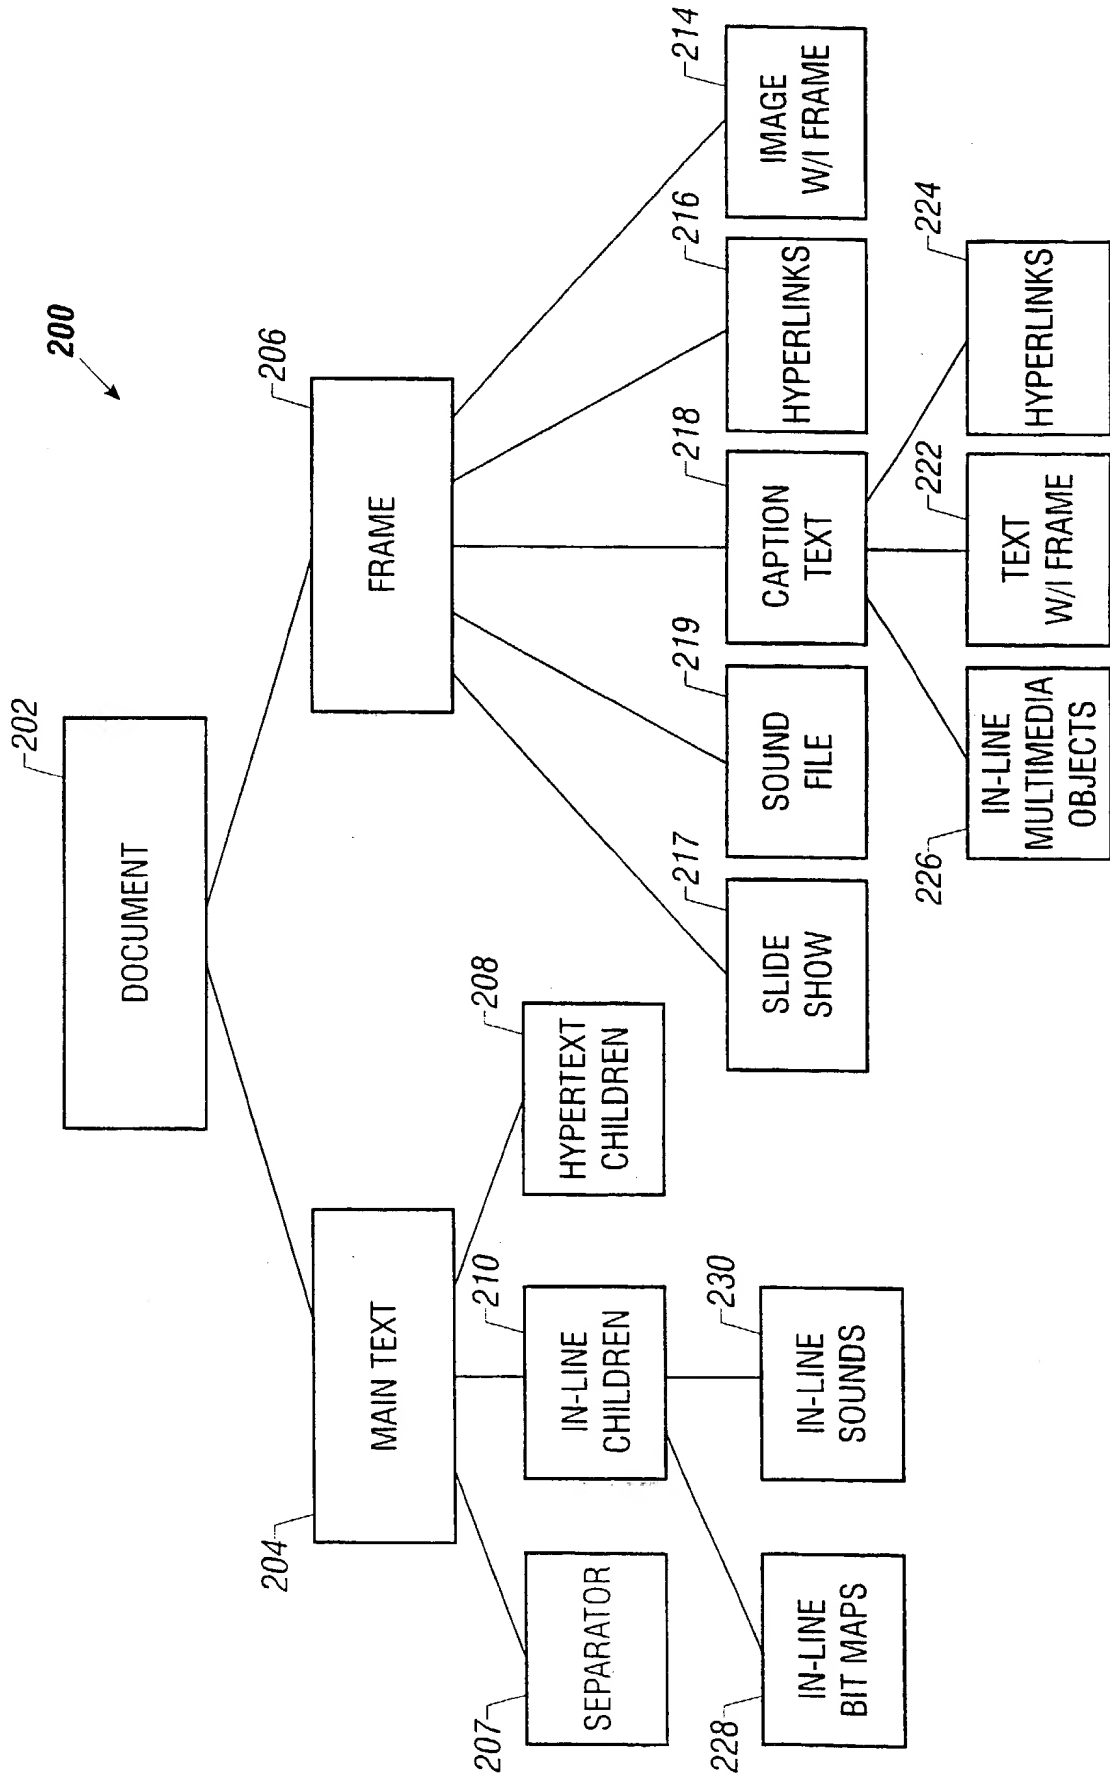 200
202
DOCUMENT
204
MAIN TEXT
206
FRAME
207
SEPARATOR
210
IN-LINE
CHILDREN
208
HYPERTEXT
CHILDREN
228
IN-LINE
BIT MAPS
230
IN-LINE
SOUNDS
217
SLIDE
SHOW
219
SOUND
FILE
218
CAPTION
TEXT
216
HYPERLINKS
214
IMAGE
W/I FRAME
226
IN-LINE
MULTIMEDIA
OBJECTS
222
TEXT
W/I FRAME
224
HYPERLINKS